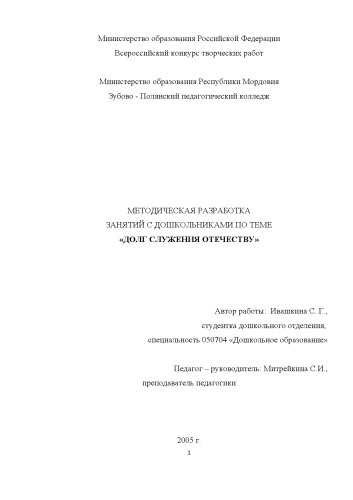 Министерство образования Российской Федерации
Всероссийский конкурс творческих работ
Министерство образования Республики Мордовия
Зубово - Полянский педагогический колледж
МЕТОДИЧЕСКАЯ РАЗРАБОТКА
ЗАНЯТИЙ С ДОШКОЛЬНИКАМИ ПО ТЕМЕ
«ДОЛГ СЛУЖЕНИЯ ОТЕЧЕСТВУ»
Автор работы: Ивашкина С. Г.,
студентка дошкольного отделения,
специальность 050704 «Дошкольное образование»
Педагог – руководитель: Митрейкина С.И.,
преподаватель педагогики
2005 г.
1